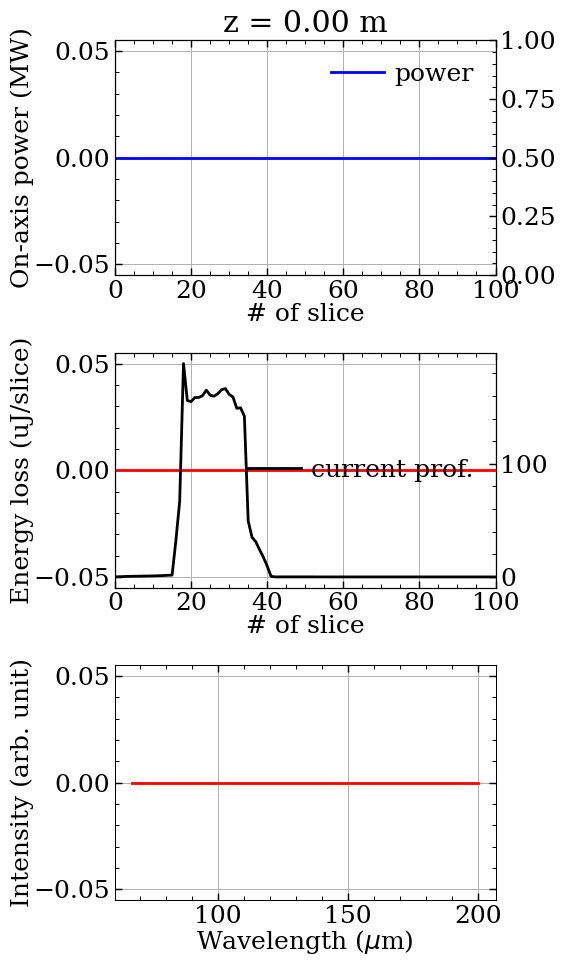 z = 0.00 m
On-axis power (MW)
0.05
0.00
−0.05
power
1.00
0.75
0.50
0.25
0.00
0 20 40 60 80 100
# of slice
Energy loss (uJ/slice)
0.05
0.00
−0.05
current prof.
100
0
0 20 40 60 80 100
# of slice
Intensity (arb. unit)
0.05
0.00
−0.05
100 150 200
Wavelength (μm)